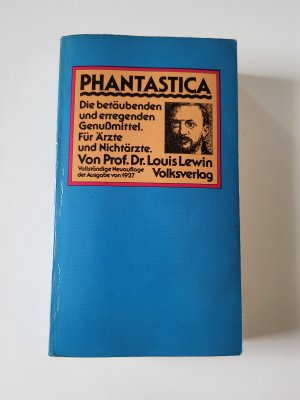 PHANTASTICA
Die betäubenden
und erregenden
Genußmittel.
Für Ärzte
und Nichtärzte.
Von Prof. Dr. Louis Lewin
Vollständige Neuauflage
der Ausgabe von 1927
Volksverlag